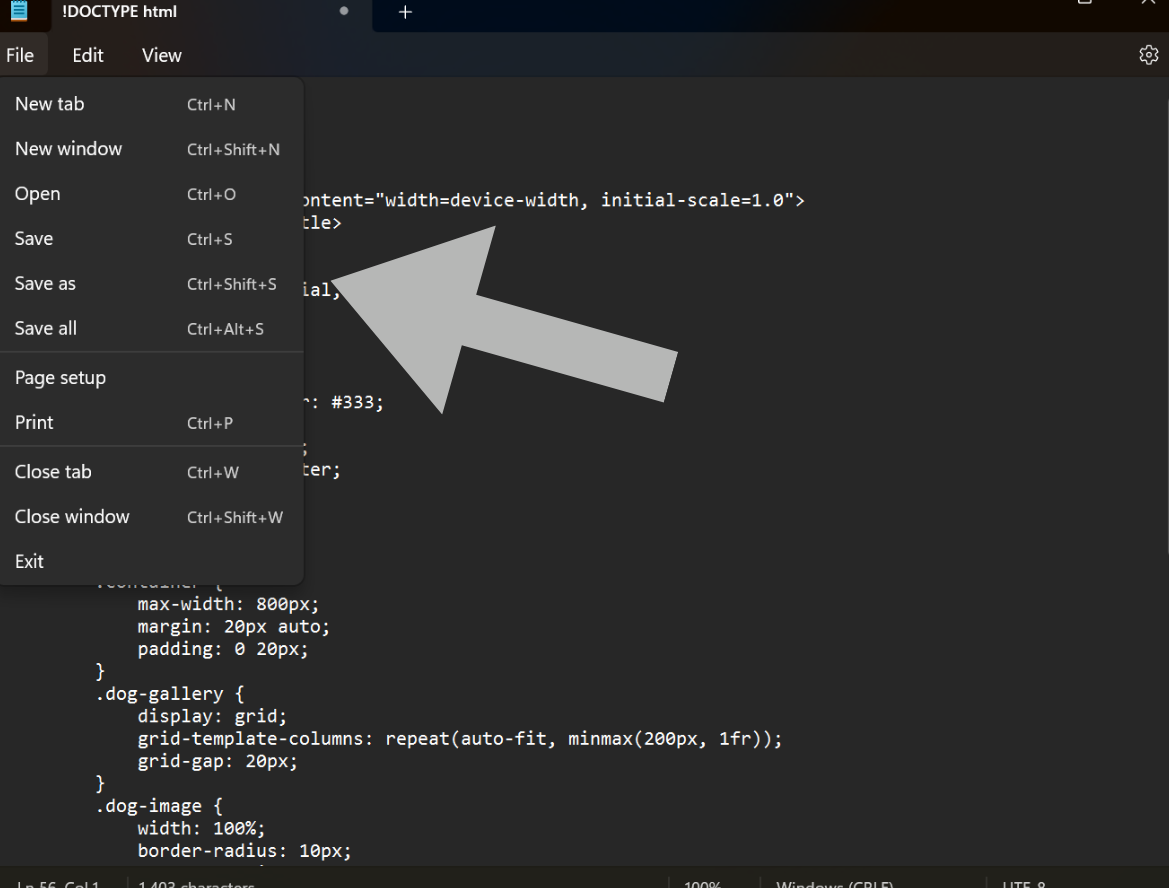 !DOCTYPE html
File Edit View
New tab Ctrl+N
New window Ctrl+Shift+N
Open Ctrl+O
ontent="width=device-width, initial-scale=1.0">
tle>
Save Ctrl+S
Save as Ctrl+Shift+S
ial;
Save all Ctrl+Alt+S
Page setup
: #333;
Print Ctrl+P
;
ter;
Close tab Ctrl+W
Close window Ctrl+Shift+W
Exit
.container {
max-width: 800px;
margin: 20px auto;
padding: 0 20px;
}
.dog-gallery {
display: grid;
grid-template-columns: repeat(auto-fit, minmax(200px, 1fr));
grid-gap: 20px;
}
.dog-image {
width: 100%;
border-radius: 10px;
Ln 56, Col 1 1,403 characters 100% Windows (CRLF) UTF-8